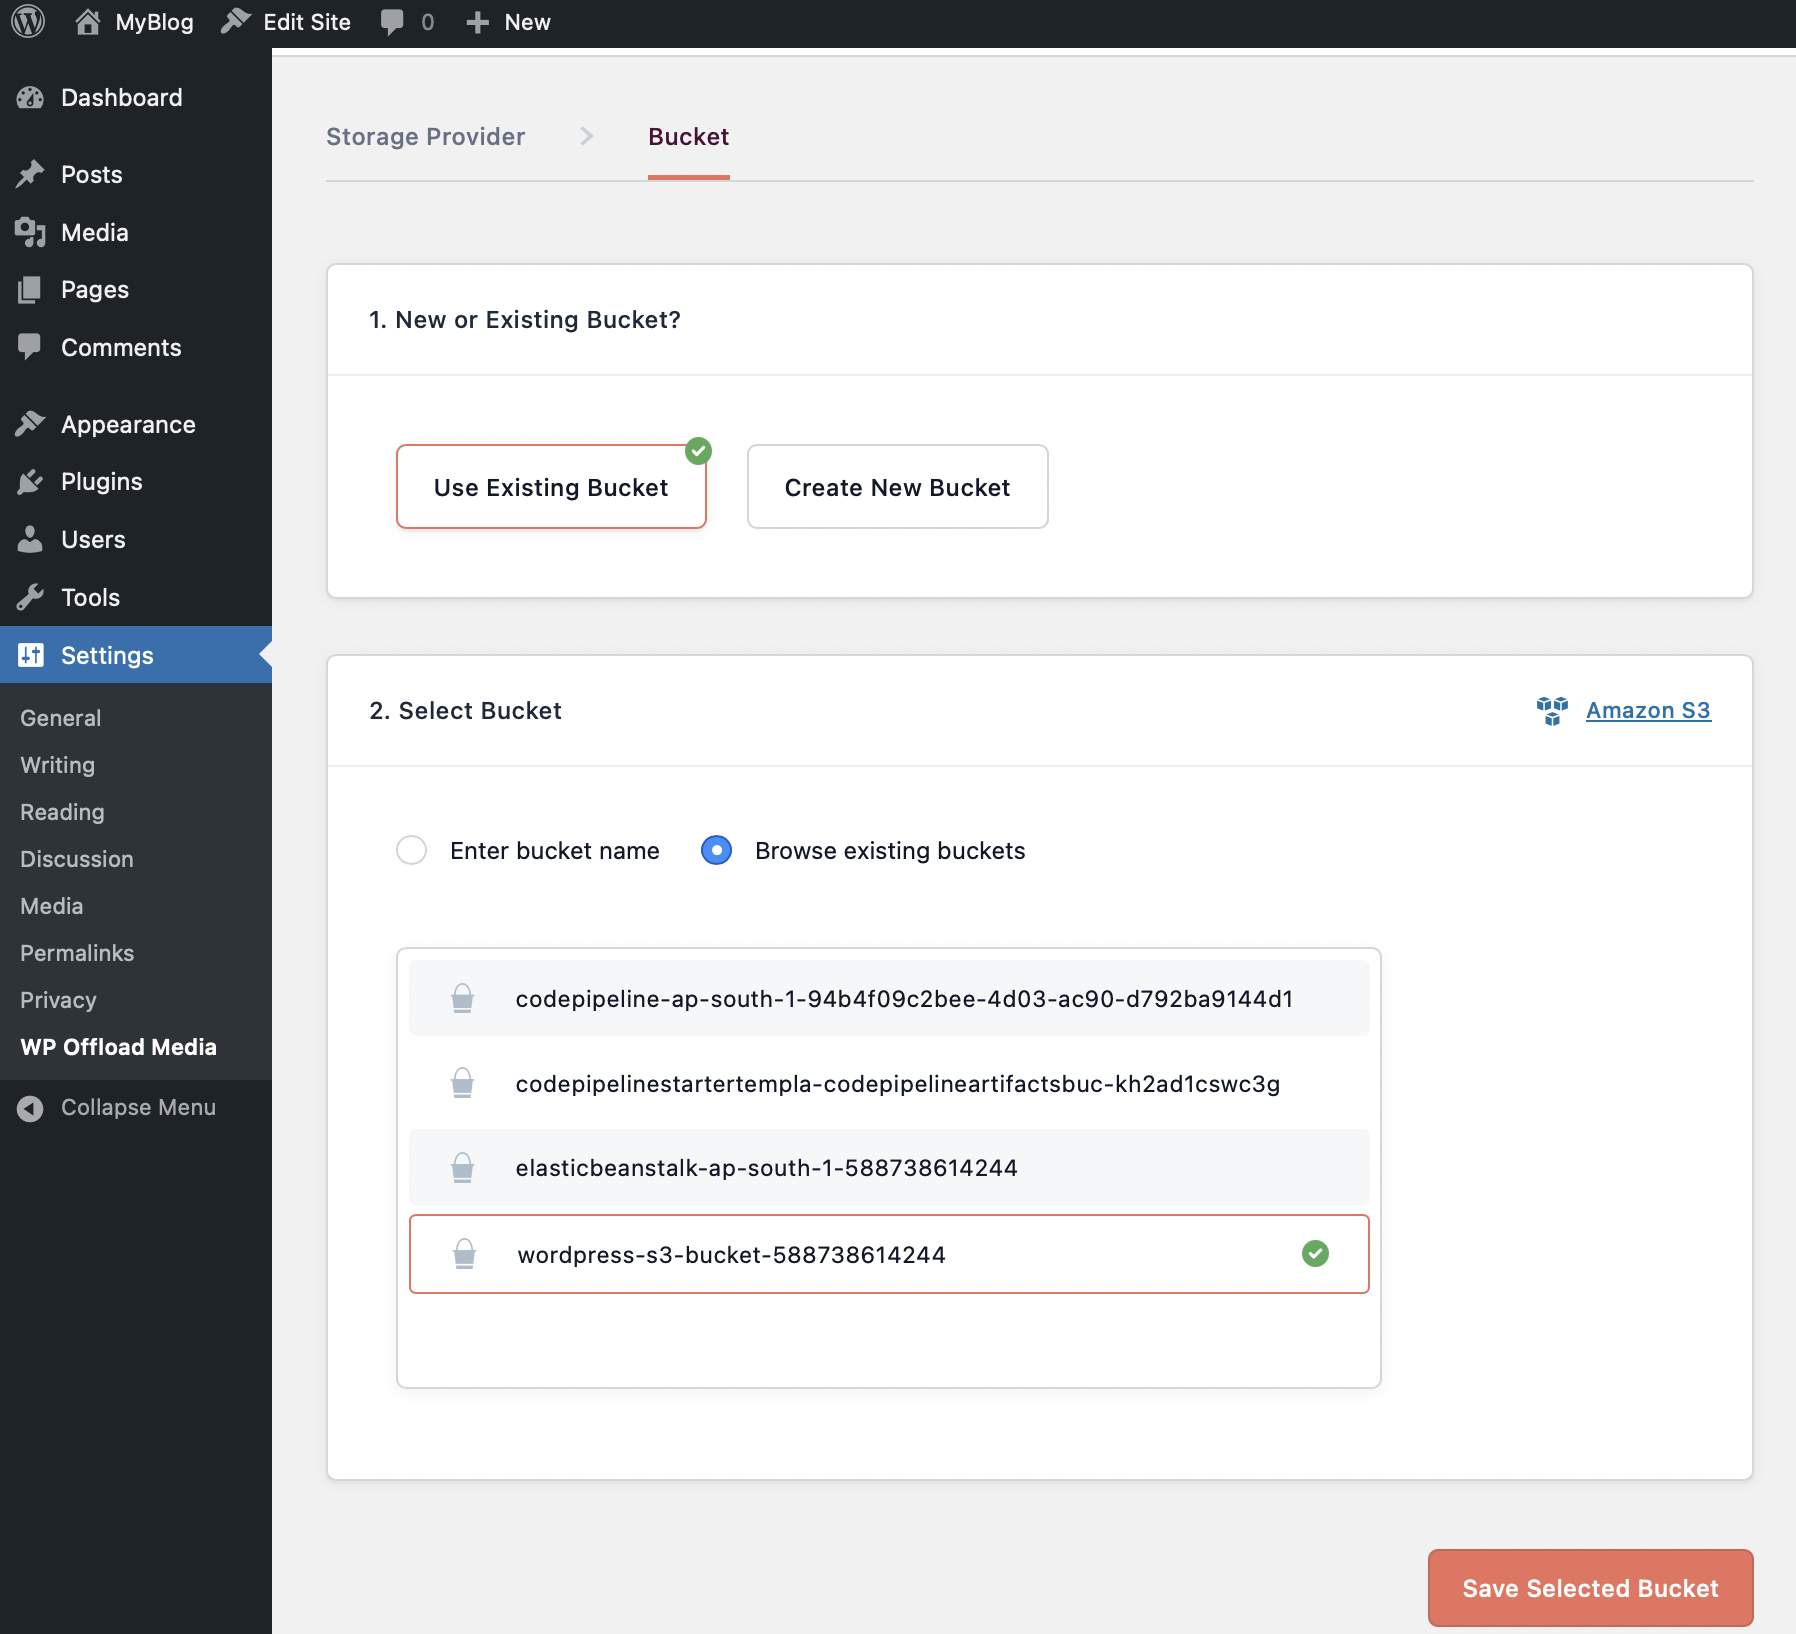 MyBlog Edit Site 0 New
Dashboard
Posts
Media
Pages
Comments
Appearance
Plugins
Users
Tools
Settings
General
Writing
Reading
Discussion
Media
Permalinks
Privacy
WP Offload Media
Collapse Menu
Storage Provider Bucket
1. New or Existing Bucket?
Use Existing Bucket Create New Bucket
2. Select Bucket Amazon S3
Enter bucket name Browse existing buckets
codepipeline-ap-south-1-94b4f09c2bee-4d03-ac90-d792ba9144d1
codepipelinestartertempla-codepipelineartifactsbuc-kh2ad1cswc3g
elasticbeanstalk-ap-south-1-588738614244
wordpress-s3-bucket-588738614244
Save Selected Bucket